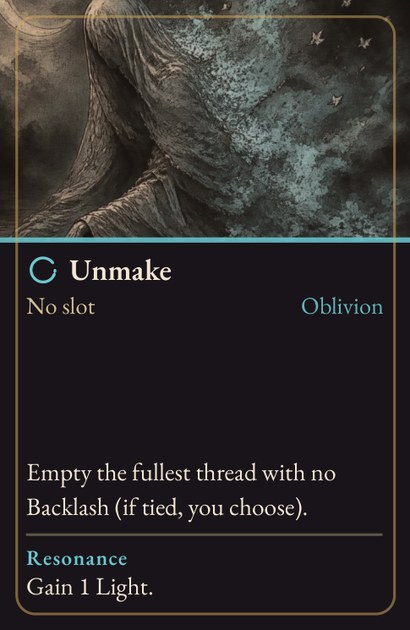 Unmake
No slot Oblivion
Empty the fullest thread with no
Backlash (if tied, you choose).
Resonance
Gain 1 Light.